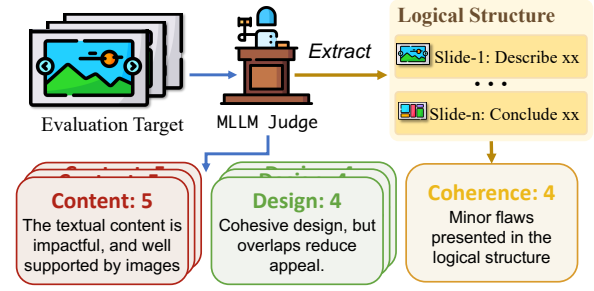 Logical Structure
Extract
Slide-1: Describe xx
...
Slide-n: Conclude xx
Evaluation Target
MLLM Judge
Content: 5
The textual content is
impactful, and well
supported by images
Design: 4
Cohesive design, but
overlaps reduce
appeal.
Coherence: 4
Minor flaws
presented in the
logical structure